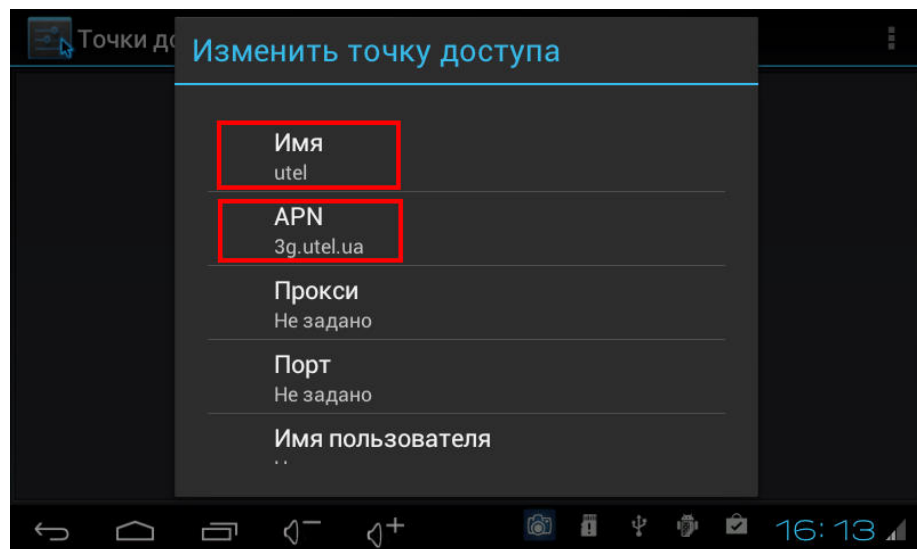 Точки до
Изменить точку доступа
Имя
utel
APN
3g.utel.ua
Прокси
Не задано
Порт
Не задано
Имя пользователя
16:13